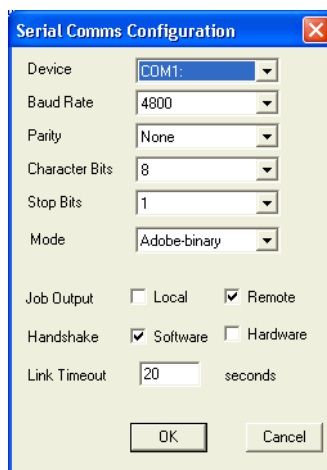 Serial Comms Configuration
Device COM1:
Baud Rate 4800
Parity None
Character Bits 8
Stop Bits 1
Mode Adobe-binary
Job Output Local Remote
Handshake Software Hardware
Link Timeout 20 seconds
OK Cancel